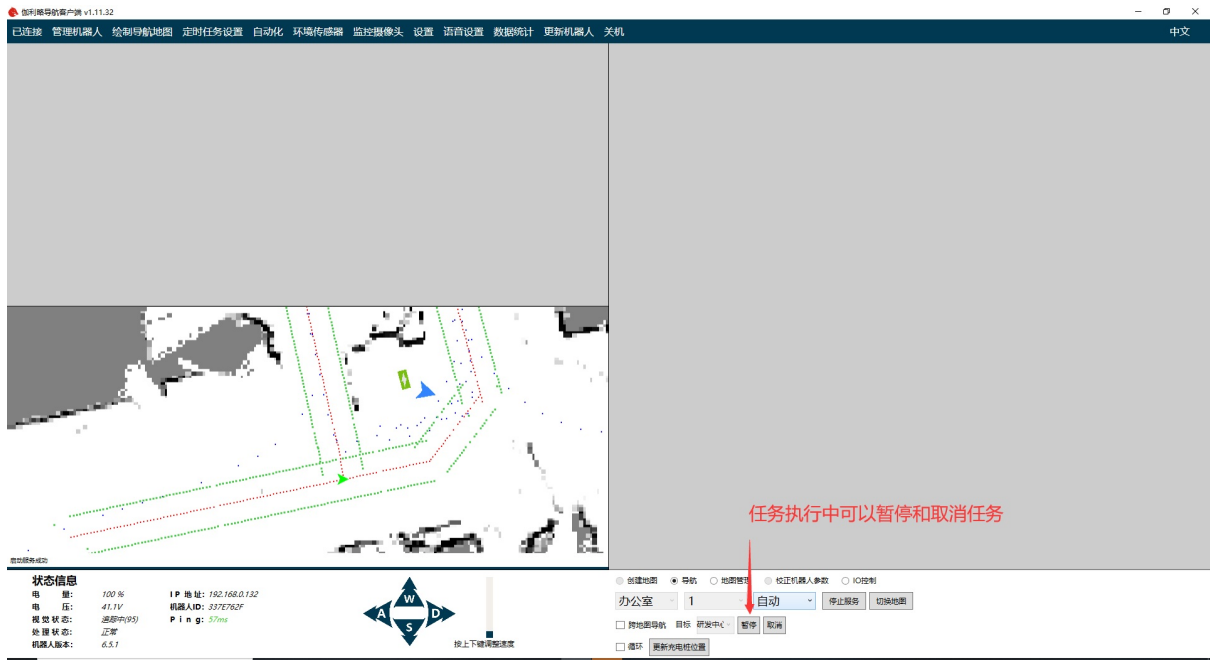 伽利略导航客户端 v1.11.32
已连接 管理机器人 绘制导航地图 定时任务设置 自动化 环境传感器 监控摄像头 设置 语音设置 数据统计 更新机器人 关机 中文
任务执行中可以暂停和取消任务
启动服务成功
状态信息
电 量: 100 % IP 地址: 192.168.0.132
电 压: 41.1V 机器人ID: 337E762F
视觉状态: 追踪中(95) Ping: 57ms
处理状态: 正常
机器人版本: 6.5.1
W
A D
S
按上下键调整速度
创建地图 导航 地图管理 校正机器人参数 IO控制
办公室 1 自动 停止服务 切换地图
跨地图导航 目标 研发中心 暂停 取消
循环 更新充电桩位置